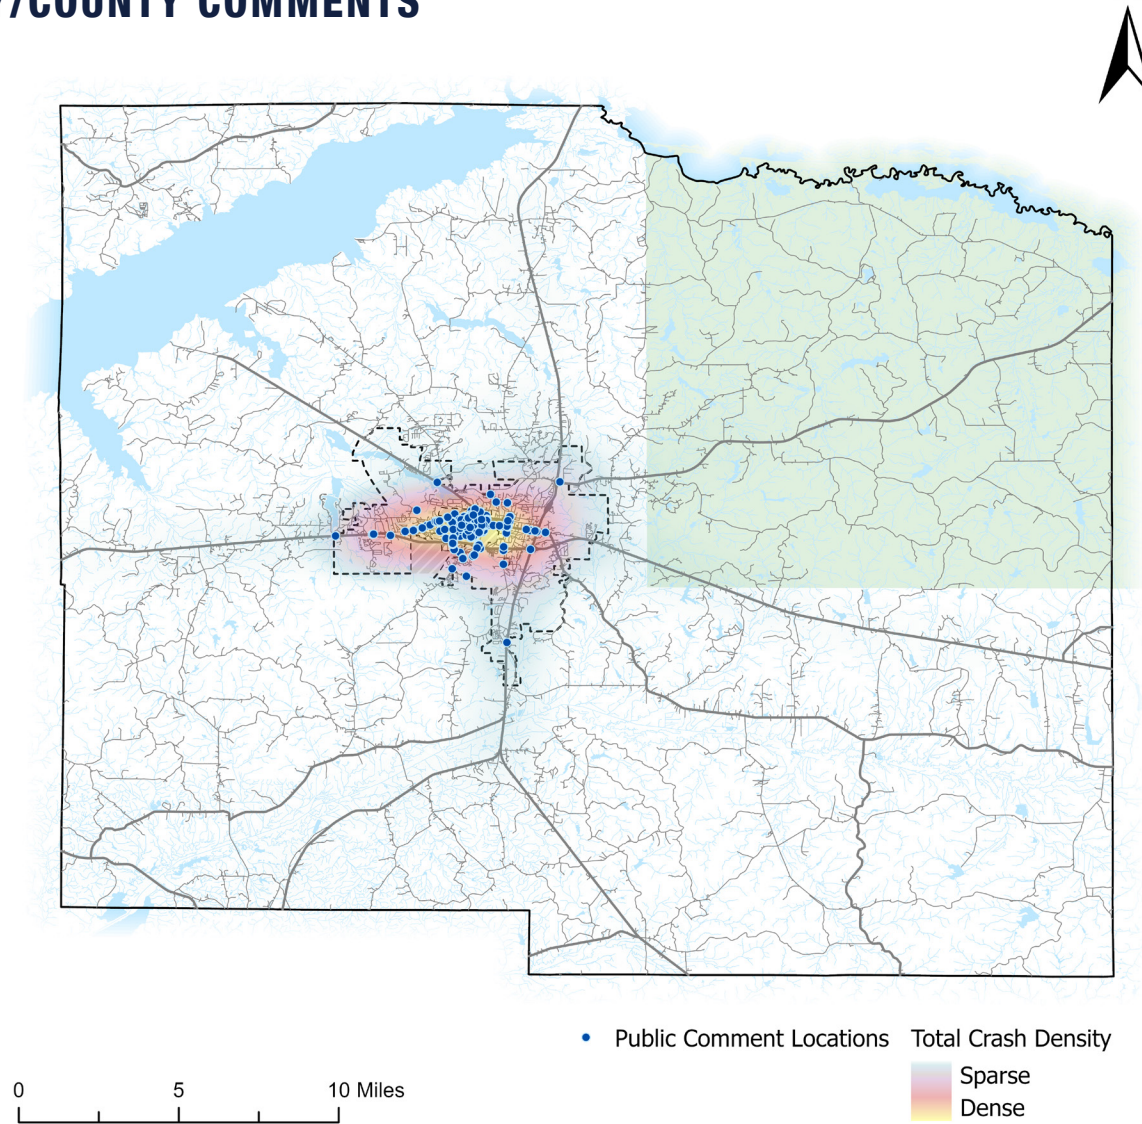 /COUNTY COMMENTS
Public Comment Locations
Total Crash Density
Sparse
Dense
0 5 10 Miles